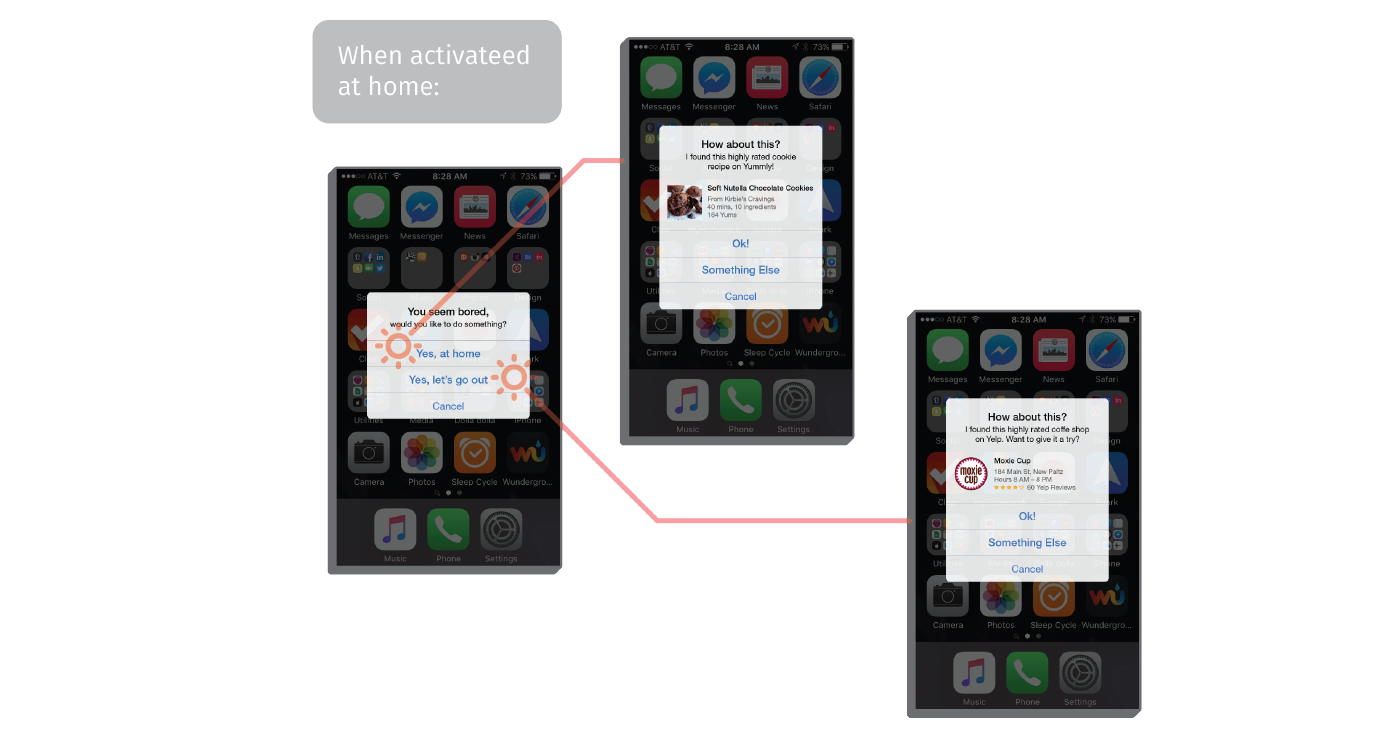 When activateed
at home:
AT&T 8:28 AM 73%
Messages Messenger News Safari
You seem bored,
would you like to do something?
Yes, at home
Yes, let's go out
Cancel
Camera Photos Sleep Cycle Wundergro...
Music Phone Settings
AT&T 8:28 AM 73%
Messages Messenger News Safari
How about this?
I found this highly rated cookie
recipe on Yummly!
Soft Nutella Chocolate Cookies
From Kirbie's Cravings
40 mins, 10 Ingredients
164 Yums
Ok!
Something Else
Cancel
Camera Photos Sleep Cycle Wundergro...
Music Phone Settings
AT&T 8:28 AM 73%
Messages Messenger News Safari
How about this?
I found this highly rated coffe shop
on Yelp. Want to give it a try?
moxie
cup
Moxie Cup
184 Main St, New Paltz
Hours 8 AM – 8 PM
60 Yelp Reviews
Ok!
Something Else
Cancel
Camera Photos Sleep Cycle Wundergro...
Music Phone Settings